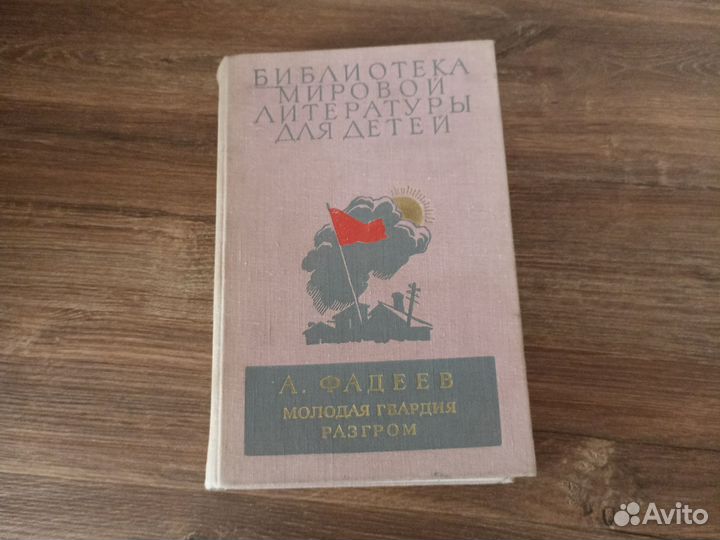 БИБЛИОТЕКА
МИРОВОЙ
ЛИТЕРАТУРЫ
ДЛЯ ДЕТЕЙ
А. ФАДЕЕВ
МОЛОДАЯ ГВАРДИЯ
РАЗГРОМ
Avito